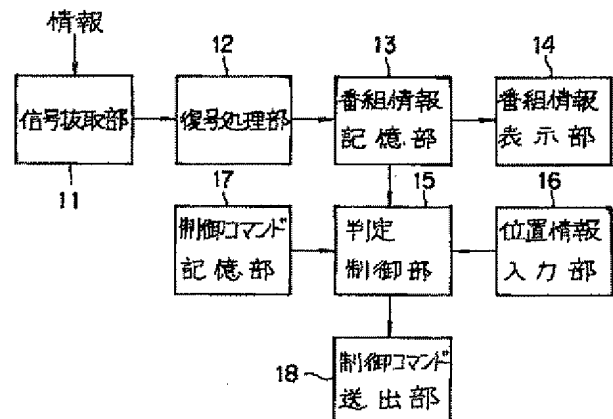 情報
12
13
14
信号抜取部
復号処理部
番組情報
記憶部
番組情報
表示部
11
17
15
16
制御コマンド
記憶部
判定
制御部
位置情報
入力部
18
制御コマンド
送出部